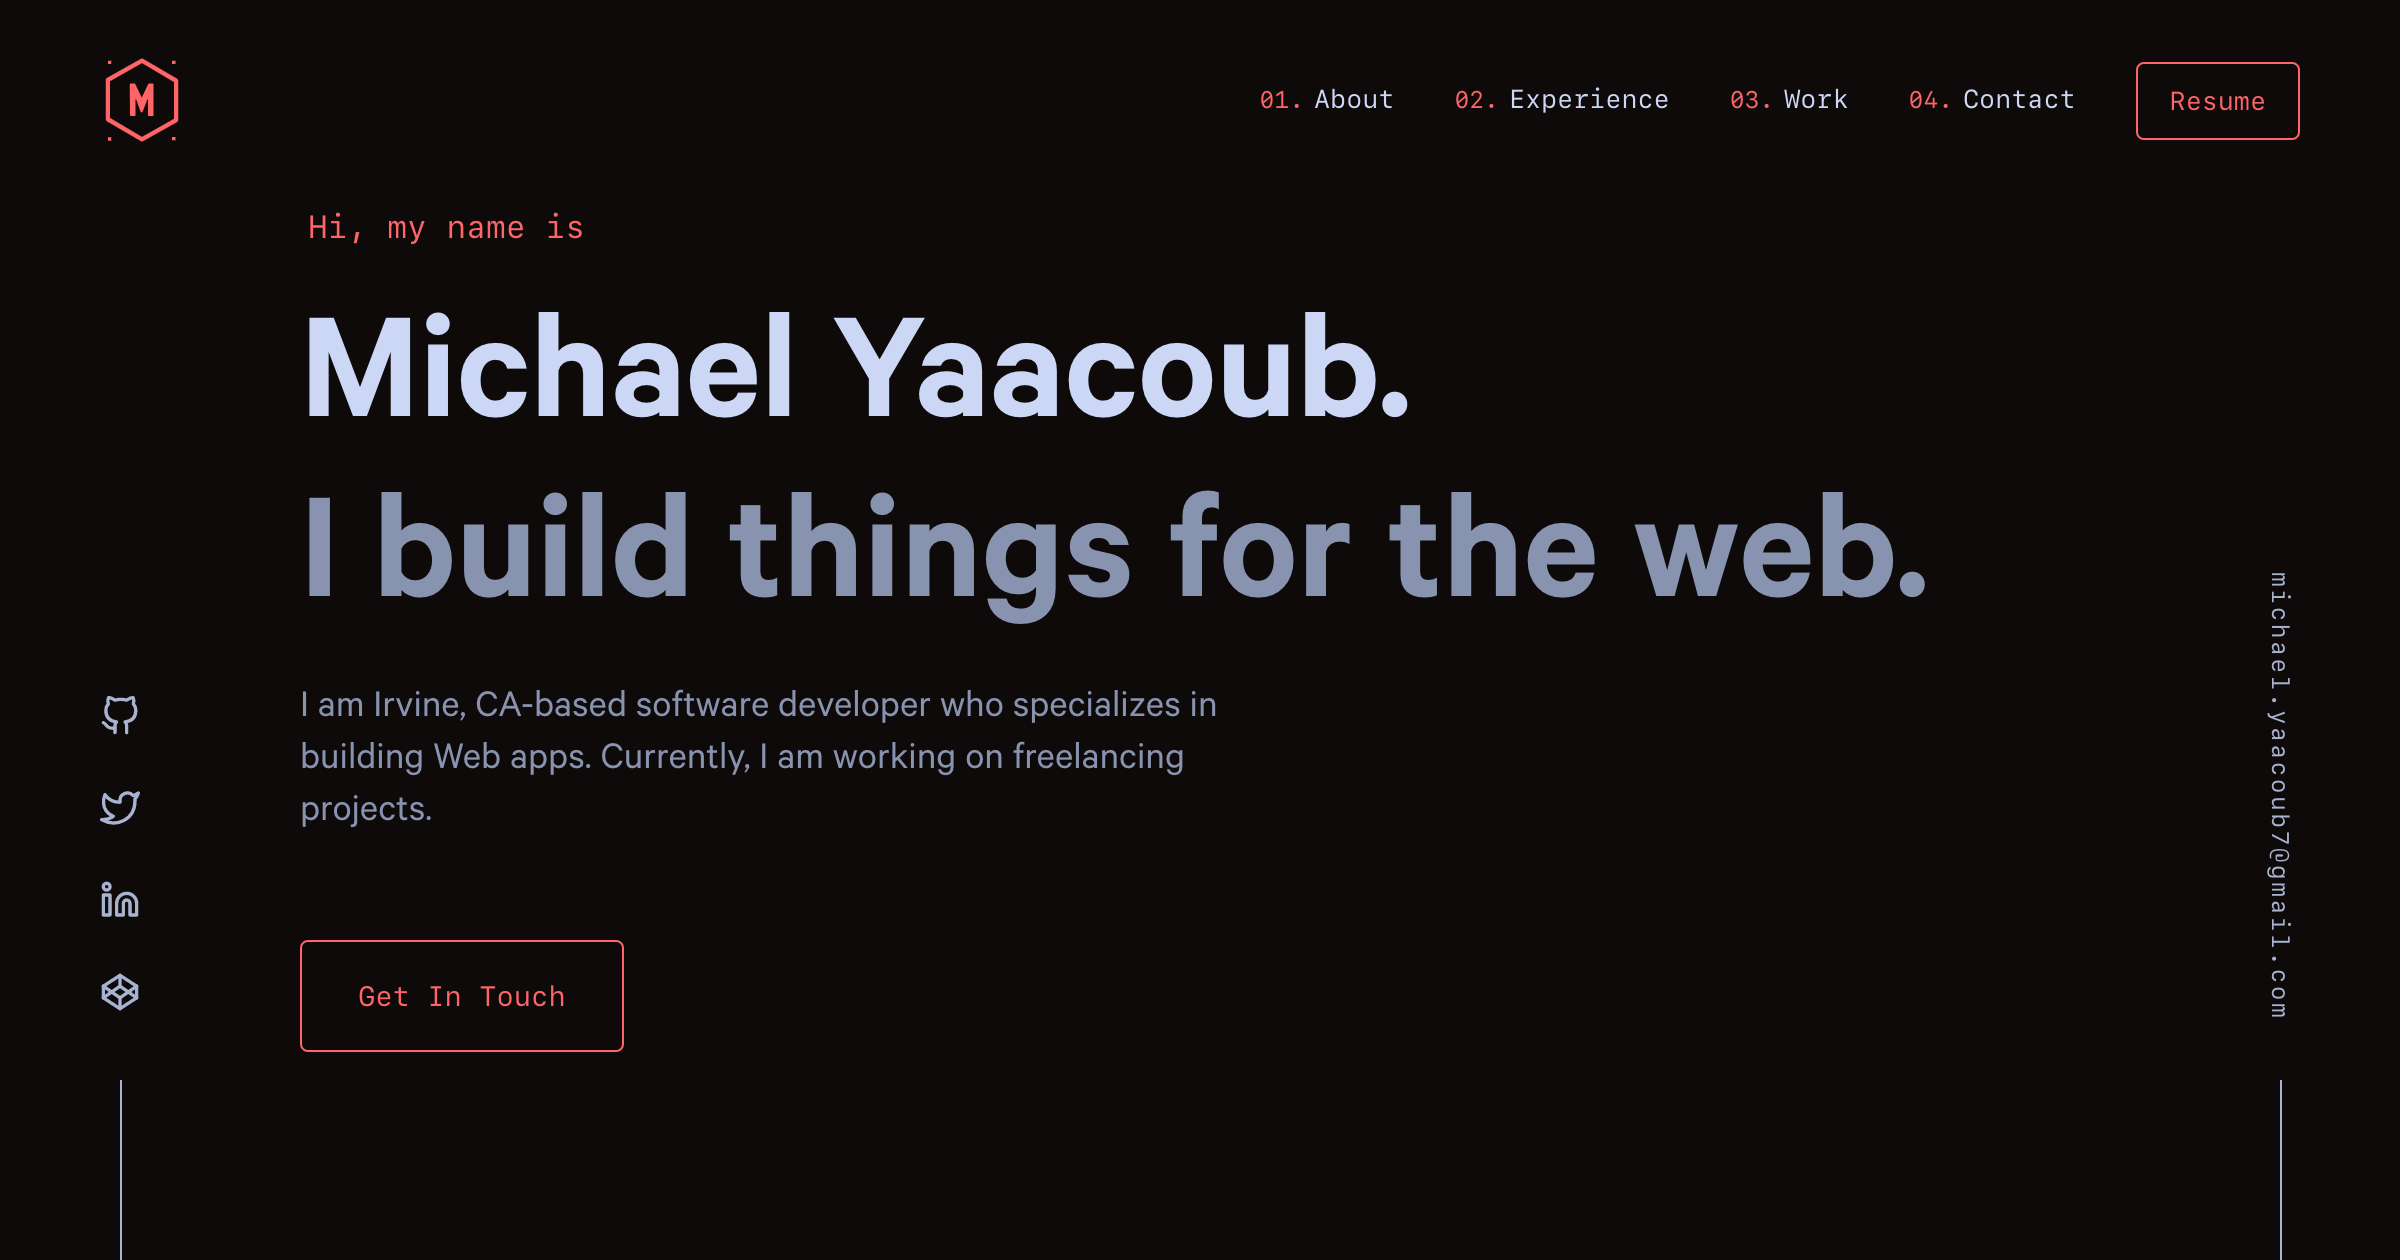 M
01. About 02. Experience 03. Work 04. Contact Resume
Hi, my name is
Michael Yaacoub.
I build things for the web.
I am Irvine, CA-based software developer who specializes in
building Web apps. Currently, I am working on freelancing
projects.
Get In Touch
michael.yaacoub7@gmail.com